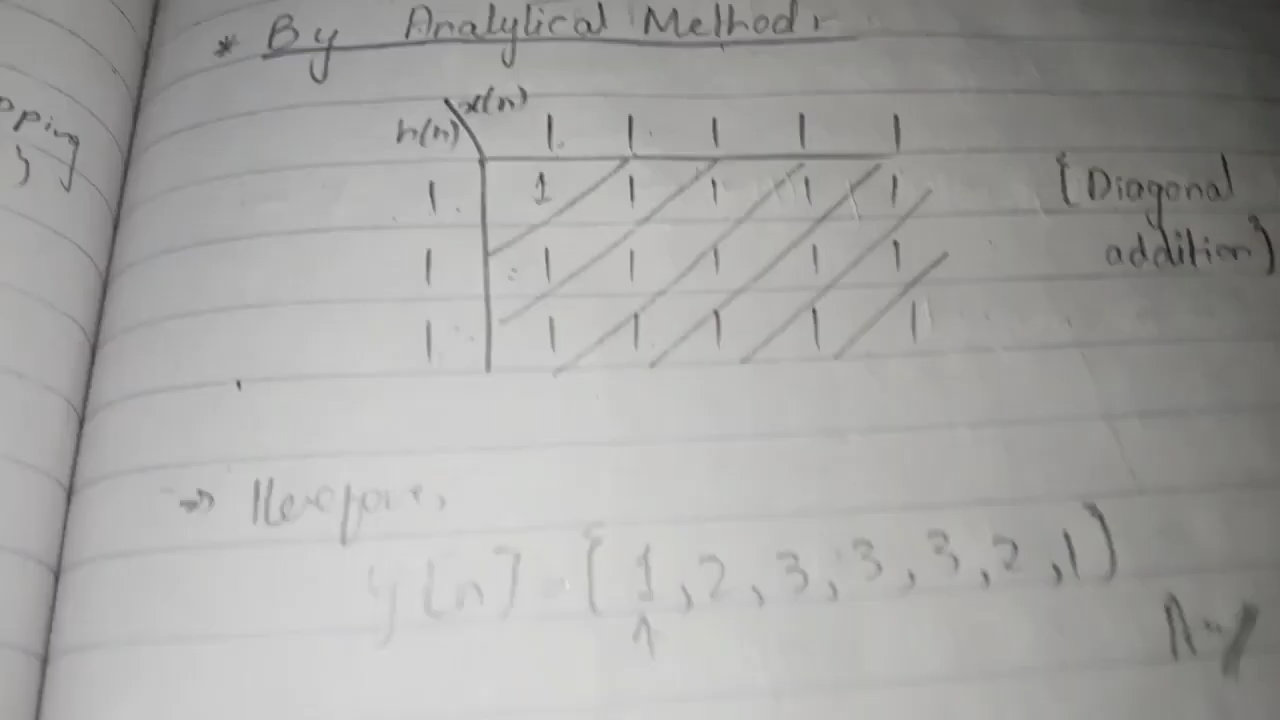 * By Analytical Method:
x(n)
h(n) 1 1 1 1 1
1 1 1 1 1 1
1 1 1 1 1 1
1 1 1 1 1 1
[Diagonal
addition]
pping
}]
y[n] = { 1, 2, 3, 3, 3, 2, 1 }
↑